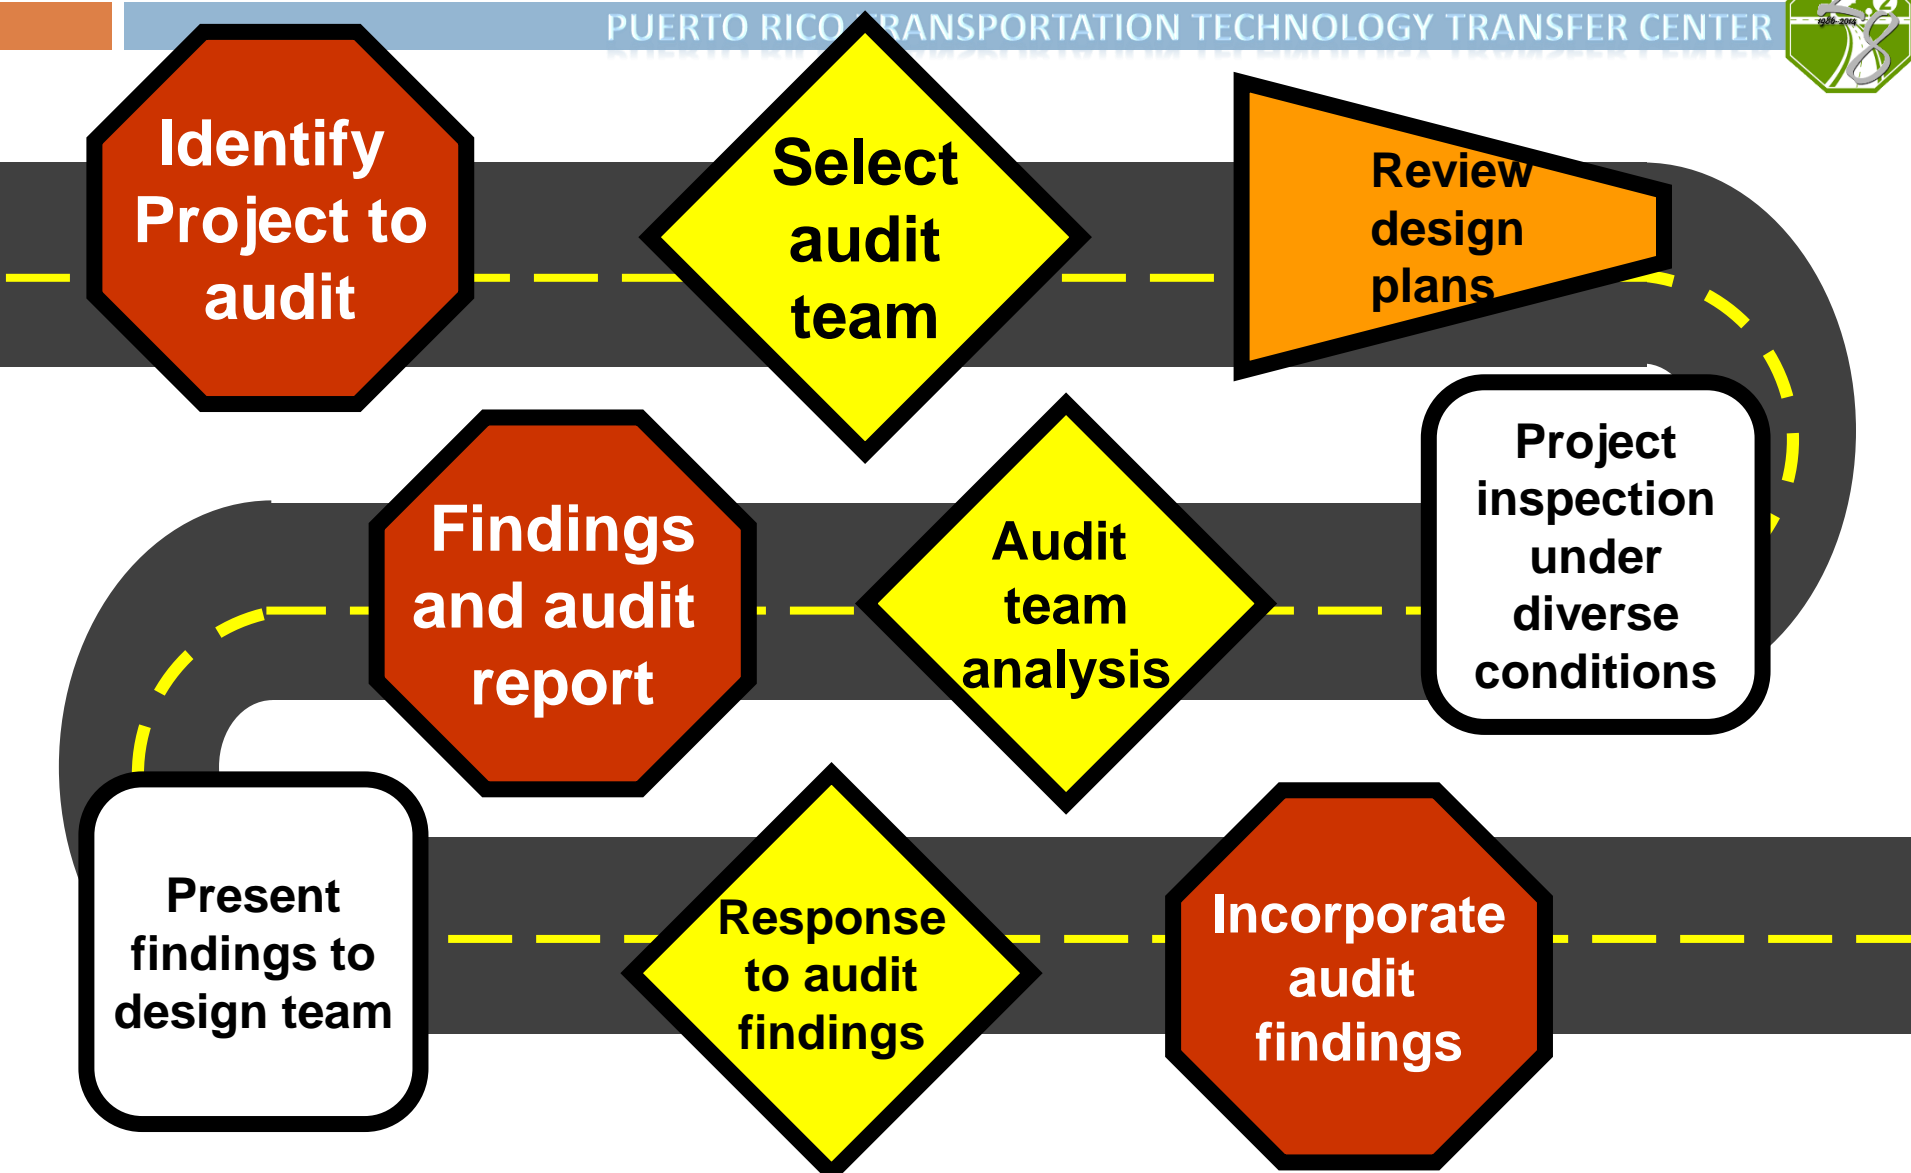 PUERTO RICO TRANSPORTATION TECHNOLOGY TRANSFER CENTER
1986-2014
Identify
Project to
audit
Select
audit
team
Review
design
plans
Project
inspection
under
diverse
conditions
Audit
team
analysis
Findings
and audit
report
Present
findings to
design team
Response
to audit
findings
Incorporate
audit
findings